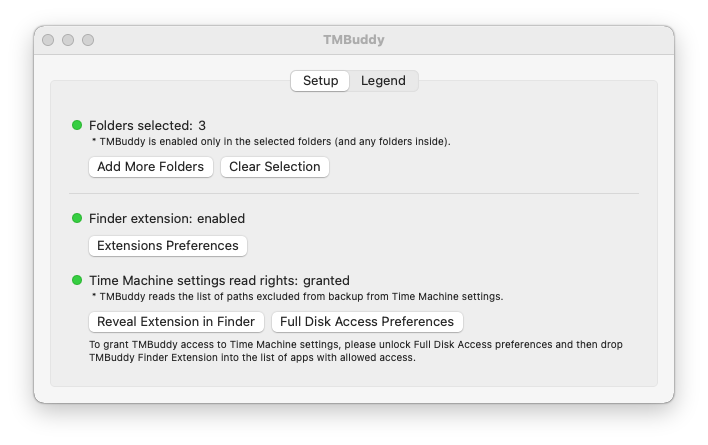 TMBuddy
Setup Legend
Folders selected: 3
* TMBuddy is enabled only in the selected folders (and any folders inside).
Add More Folders Clear Selection
Finder extension: enabled
Extensions Preferences
Time Machine settings read rights: granted
* TMBuddy reads the list of paths excluded from backup from Time Machine settings.
Reveal Extension in Finder Full Disk Access Preferences
To grant TMBuddy access to Time Machine settings, please unlock Full Disk Access preferences and then drop
TMBuddy Finder Extension into the list of apps with allowed access.